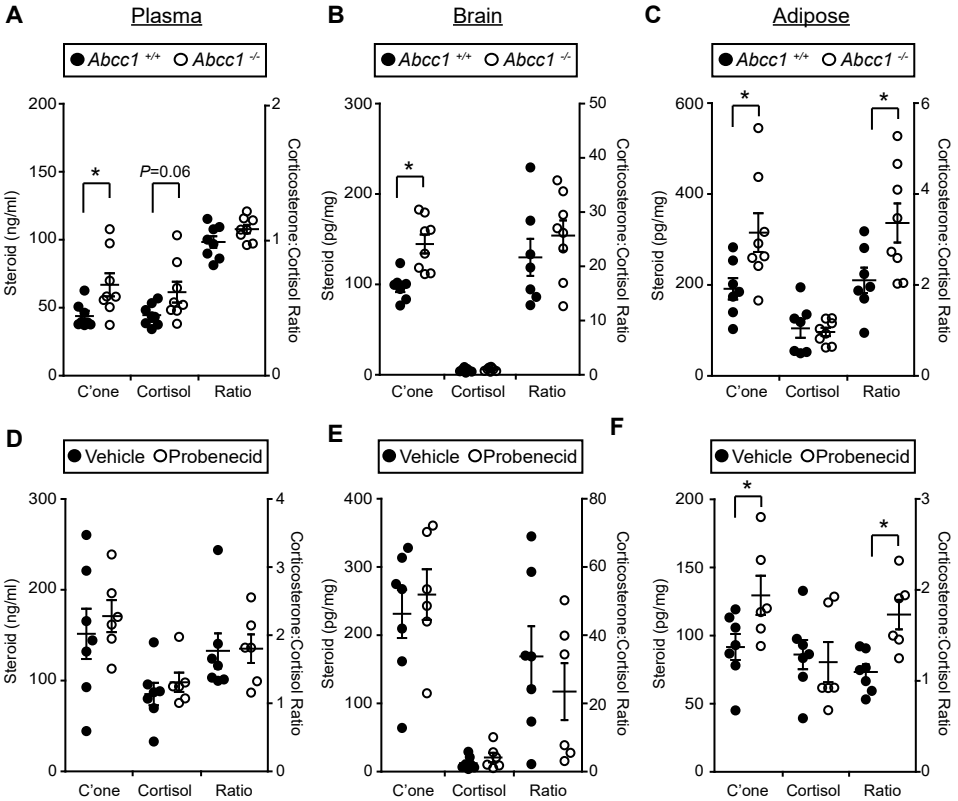 A
Plasma
Abcc1 +/+ Abcc1 -/-
200
150
100
50
0
Steroid (ng/ml)
2
1
0
Corticosterone:Cortisol Ratio
*
P=0.06
C'one Cortisol Ratio
B
Brain
Abcc1 +/+ Abcc1 -/-
300
200
100
0
Steroid (pg/mg)
50
40
30
20
10
0
Corticosterone:Cortisol Ratio
*
C'one Cortisol Ratio
C
Adipose
Abcc1 +/+ Abcc1 -/-
600
400
200
0
Steroid (pg/mg)
6
4
2
0
Corticosterone:Cortisol Ratio
*
*
C'one Cortisol Ratio
D
Vehicle Probenecid
300
200
100
0
Steroid (ng/ml)
4
3
2
1
0
Corticosterone:Cortisol Ratio
C'one Cortisol Ratio
E
Vehicle Probenecid
400
300
200
100
0
Steroid (pg/mg)
80
60
40
20
0
Corticosterone:Cortisol Ratio
C'one Cortisol Ratio
F
Vehicle Probenecid
200
150
100
50
0
Steroid (pg/mg)
3
2
1
0
Corticosterone:Cortisol Ratio
*
*
C'one Cortisol Ratio